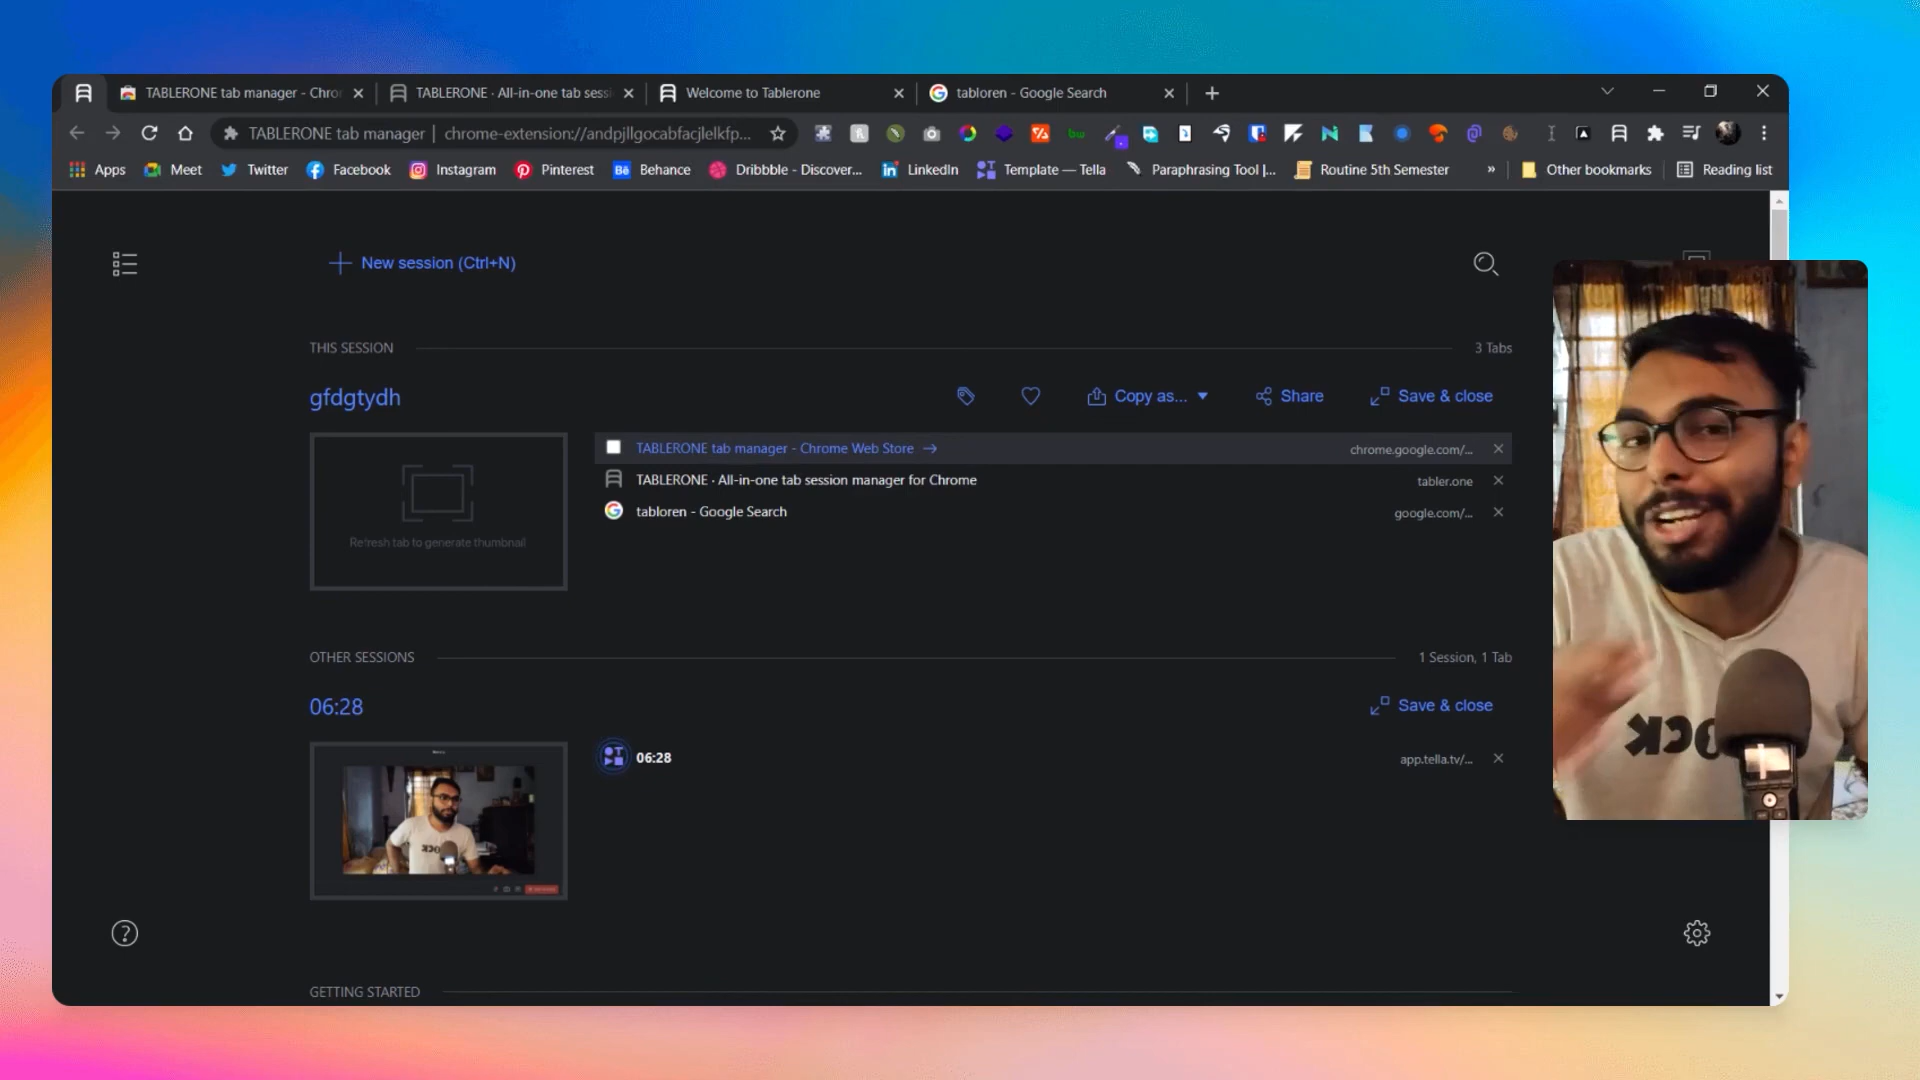 TABLERONE tab manager - Chro
TABLERONE · All-in-one tab sessi
Welcome to Tablerone
tabloren - Google Search
TABLERONE tab manager | chrome-extension://andpjllgocabfacjlelkfp...
Apps
Meet
Twitter
Facebook
Instagram
Pinterest
Behance
Dribbble - Discover...
LinkedIn
Template — Tella
Paraphrasing Tool |...
Routine 5th Semester
»
Other bookmarks
Reading list
New session (Ctrl+N)
THIS SESSION
3 Tabs
gfdgtydh
Copy as...
Share
Save & close
Refresh tab to generate thumbnail
TABLERONE tab manager - Chrome Web Store →
chrome.google.com/...
TABLERONE · All-in-one tab session manager for Chrome
tabler.one
tabloren - Google Search
google.com/...
OTHER SESSIONS
1 Session, 1 Tab
06:28
Save & close
06:28
app.tella.tv/...
GETTING STARTED